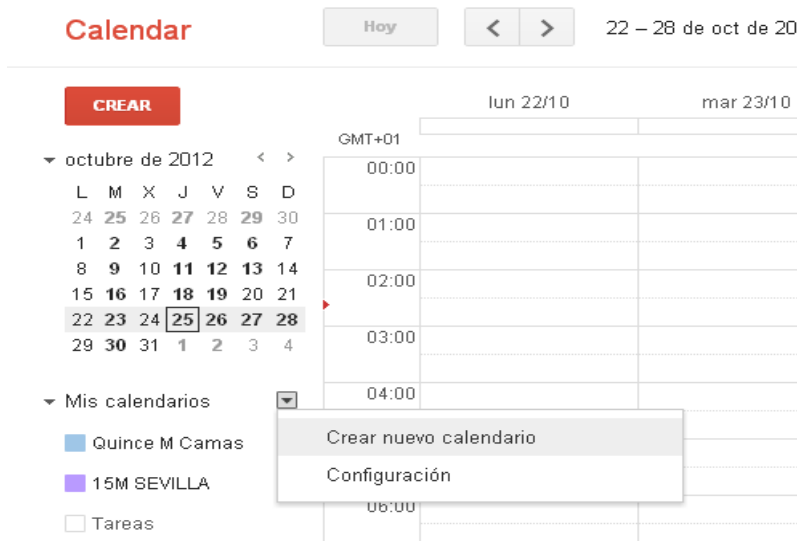 Calendar
Hoy
< >
22 – 28 de oct de 20
CREAR
lun 22/10
mar 23/10
GMT+01
octubre de 2012 < >
L M X J V S D
24 25 26 27 28 29 30
1 2 3 4 5 6 7
8 9 10 11 12 13 14
15 16 17 18 19 20 21
22 23 24 25 26 27 28
29 30 31 1 2 3 4
00:00
01:00
02:00
03:00
04:00
06:00
Mis calendarios
Quince M Camas
15M SEVILLA
Tareas
Crear nuevo calendario
Configuración